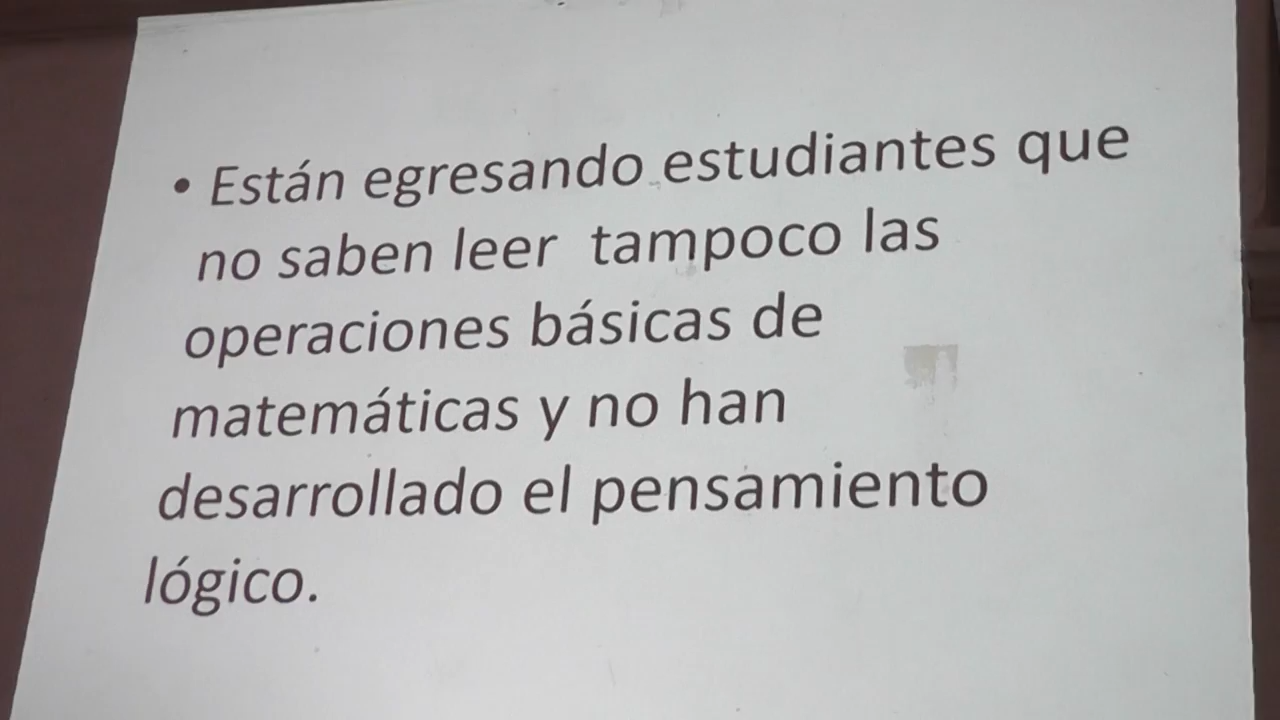 • Están egresando estudiantes que
no saben leer  tampoco las
operaciones básicas de
matemáticas y no han
desarrollado el pensamiento
lógico.